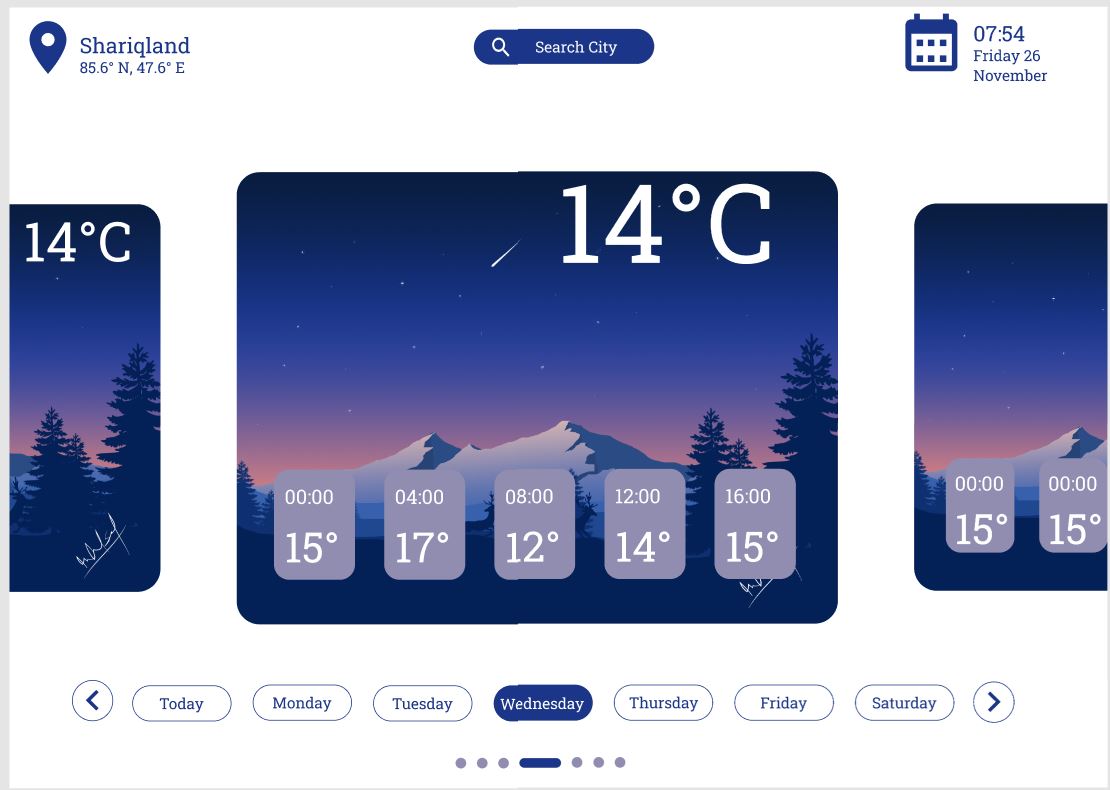 Shariqland
85.6° N, 47.6° E
Search City
07:54
Friday 26
November
14°C
14°C
00:00
15°
04:00
17°
08:00
12°
12:00
14°
16:00
15°
00:00
15°
00:00
15°
Today
Monday
Tuesday
Wednesday
Thursday
Friday
Saturday